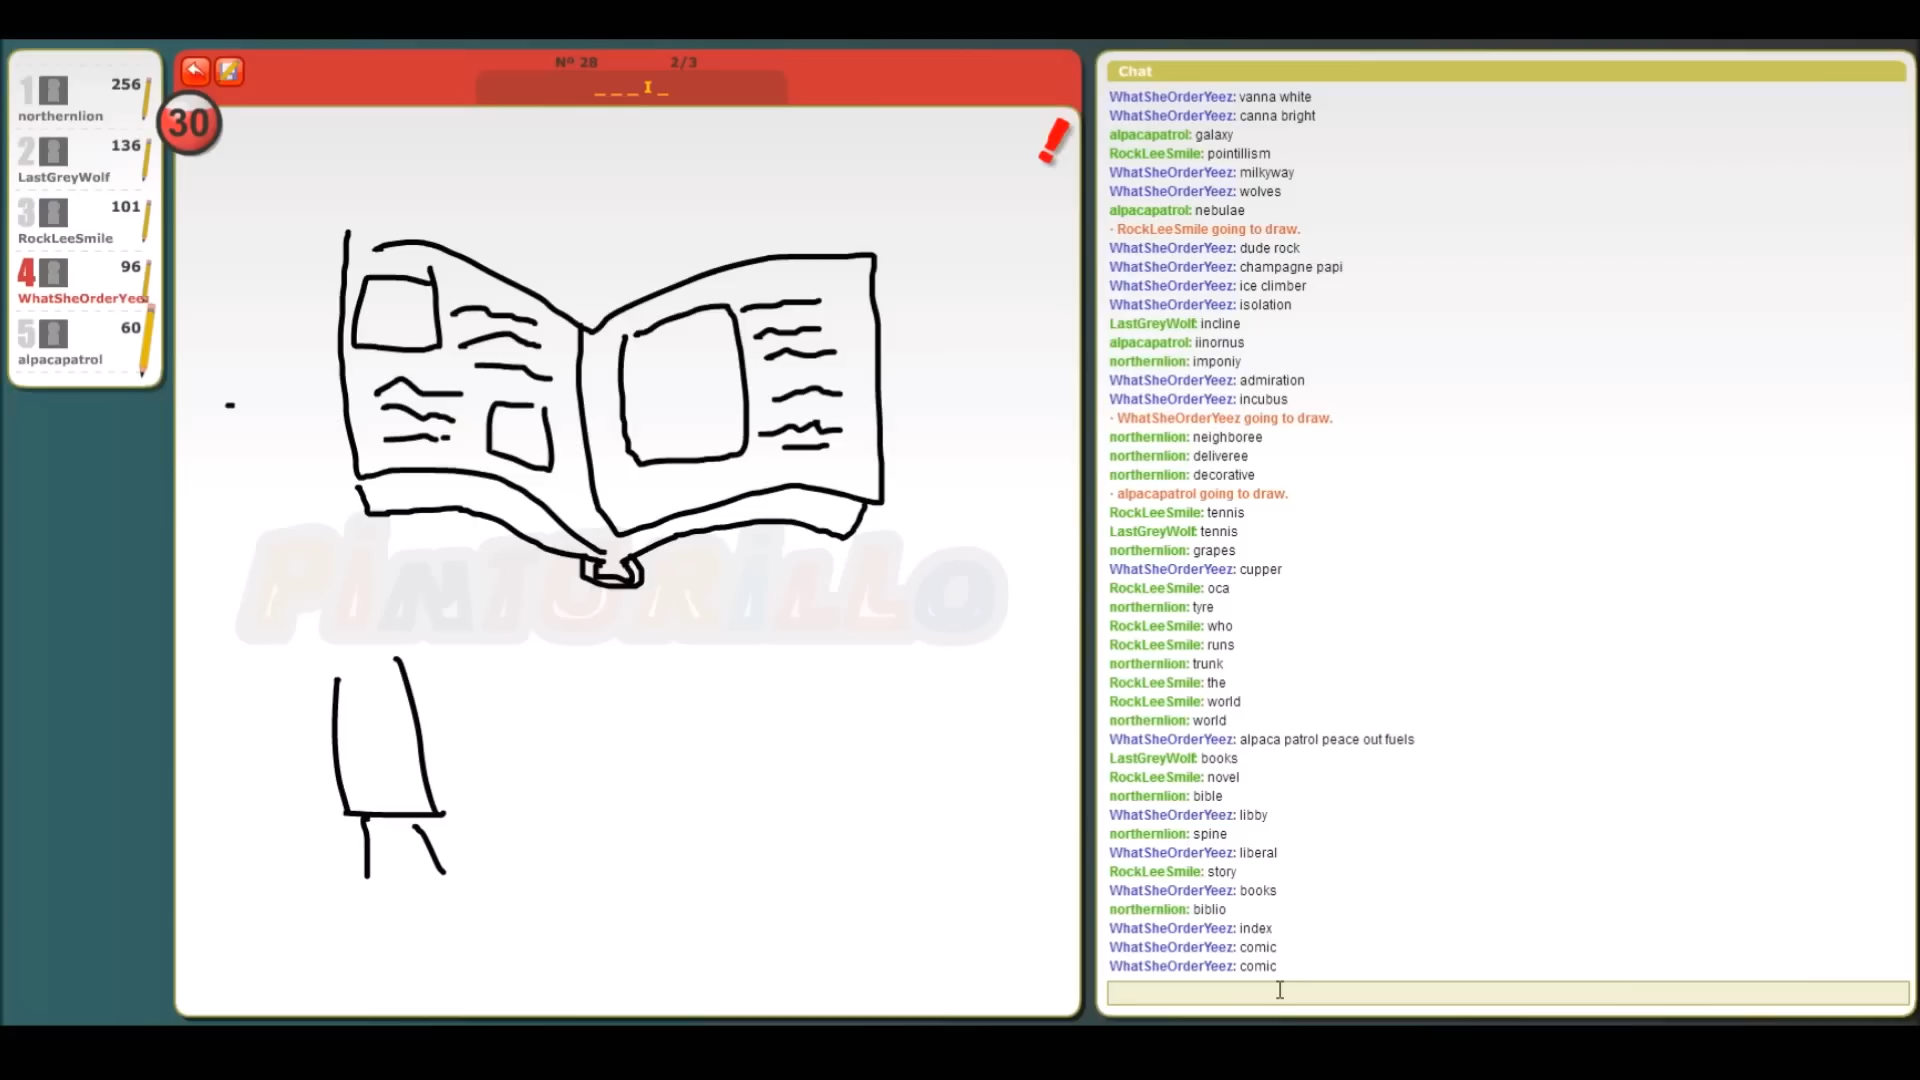 1 256
northernlion
2 136
LastGreyWolf
3 101
RockLeeSmile
4 96
WhatSheOrderYeez
5 60
alpacapatrol
30
Nº 28 2/3
_ _ _ I _
PINTURILLO
Chat
WhatSheOrderYeez: vanna white
WhatSheOrderYeez: canna bright
alpacapatrol: galaxy
RockLeeSmile: pointillism
WhatSheOrderYeez: milkyway
WhatSheOrderYeez: wolves
alpacapatrol: nebulae
· RockLeeSmile going to draw.
WhatSheOrderYeez: dude rock
WhatSheOrderYeez: champagne papi
WhatSheOrderYeez: ice climber
WhatSheOrderYeez: isolation
LastGreyWolf: incline
alpacapatrol: iinornus
northernlion: imponiy
WhatSheOrderYeez: admiration
WhatSheOrderYeez: incubus
· WhatSheOrderYeez going to draw.
northernlion: neighboree
northernlion: deliveree
northernlion: decorative
· alpacapatrol going to draw.
RockLeeSmile: tennis
LastGreyWolf: tennis
northernlion: grapes
WhatSheOrderYeez: cupper
RockLeeSmile: oca
northernlion: tyre
RockLeeSmile: who
RockLeeSmile: runs
northernlion: trunk
RockLeeSmile: the
RockLeeSmile: world
northernlion: world
WhatSheOrderYeez: alpaca patrol peace out fuels
LastGreyWolf: books
RockLeeSmile: novel
northernlion: bible
WhatSheOrderYeez: libby
northernlion: spine
WhatSheOrderYeez: liberal
RockLeeSmile: story
WhatSheOrderYeez: books
northernlion: biblio
WhatSheOrderYeez: index
WhatSheOrderYeez: comic
WhatSheOrderYeez: comic